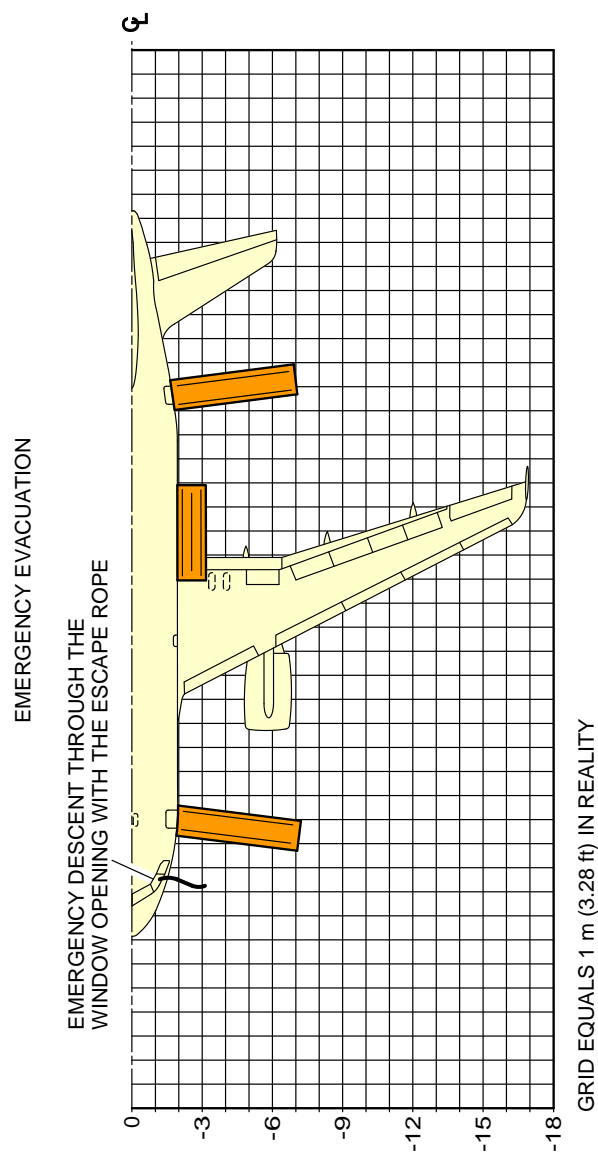 EMERGENCY EVACUATION
EMERGENCY DESCENT THROUGH THE
WINDOW OPENING WITH THE ESCAPE ROPE
℄
0
-3
-6
-9
-12
-15
-18
GRID EQUALS 1 m (3.28 ft) IN REALITY